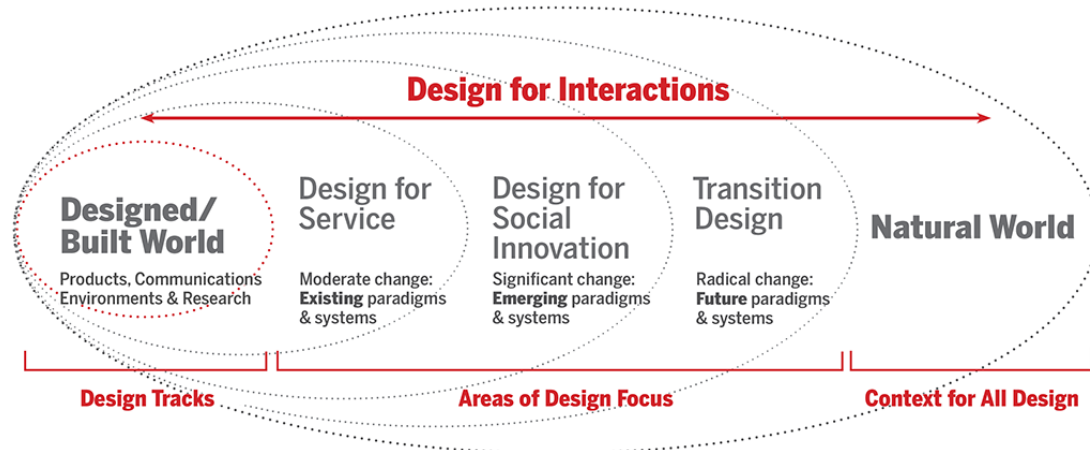 Design for Interactions
Designed/
Built World
Products, Communications
Environments & Research
Design for
Service
Moderate change:
Existing paradigms
& systems
Design for
Social
Innovation
Significant change:
Emerging paradigms
& systems
Transition
Design
Radical change:
Future paradigms
& systems
Natural World
Design Tracks
Areas of Design Focus
Context for All Design